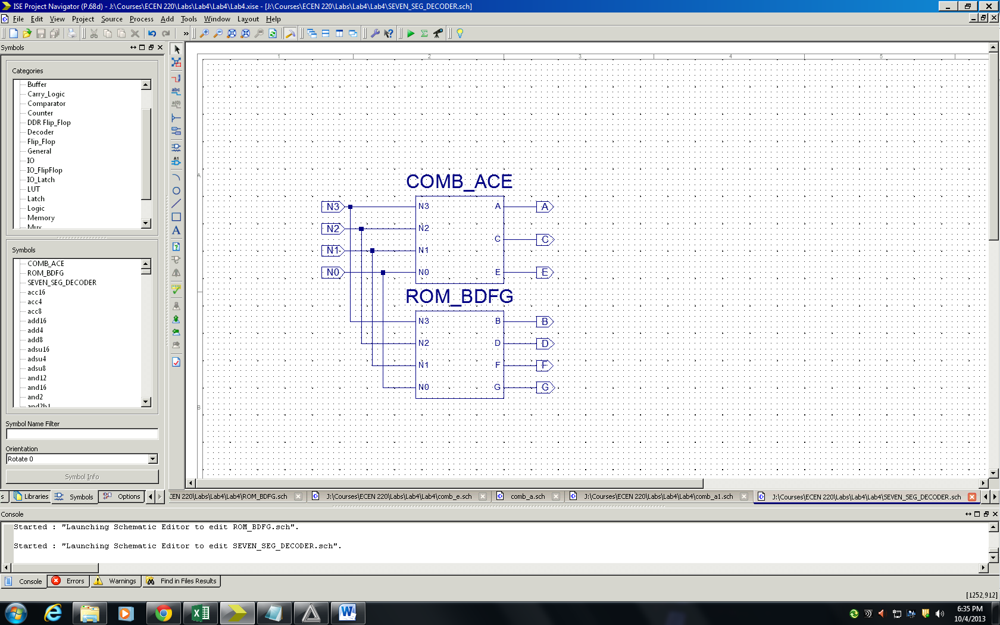 ISE Project Navigator (P.68d) - J:\Courses\ECEN 220\Labs\Lab4\Lab4\Lab4.xise - [J:\Courses\ECEN 220\Labs\Lab4\Lab4\SEVEN_SEG_DECODER.sch]
File Edit View Project Source Process Add Tools Window Layout Help
Symbols
Categories
Buffer
Carry_Logic
Comparator
Counter
DDR Flip_Flop
Decoder
Flip_Flop
General
IO
IO_FlipFlop
IO_Latch
LUT
Latch
Logic
Memory
Mux
Symbols
COMB_ACE
ROM_BDFG
SEVEN_SEG_DECODER
acc16
acc4
acc8
add16
add4
add8
adsu16
adsu4
adsu8
and12
and16
and2
and2b1
Symbol Name Filter
Orientation
Rotate 0
Symbol Info
s Libraries Symbols Options
abc
a(0)
A1
A
1 2 3 4 5
A
B
COMB_ACE
N3 N3 A A
N2 N2
C C
N1 N1
N0 N0 E E
ROM_BDFG
N3 B B
N2 D D
N1 F F
N0 G G
ECEN 220\Labs\Lab4\Lab4\ROM_BDFG.sch J:\Courses\ECEN 220\Labs\Lab4\Lab4\comb_e.sch comb_a.sch J:\Courses\ECEN 220\Labs\Lab4\Lab4\comb_a1.sch J:\Courses\ECEN 220\Labs\Lab4\Lab4\SEVEN_SEG_DECODER.sch
Console
Started : "Launching Schematic Editor to edit ROM_BDFG.sch".
Started : "Launching Schematic Editor to edit SEVEN_SEG_DECODER.sch".
Console Errors Warnings Find in Files Results
[1252,912]
6:35 PM
10/4/2013